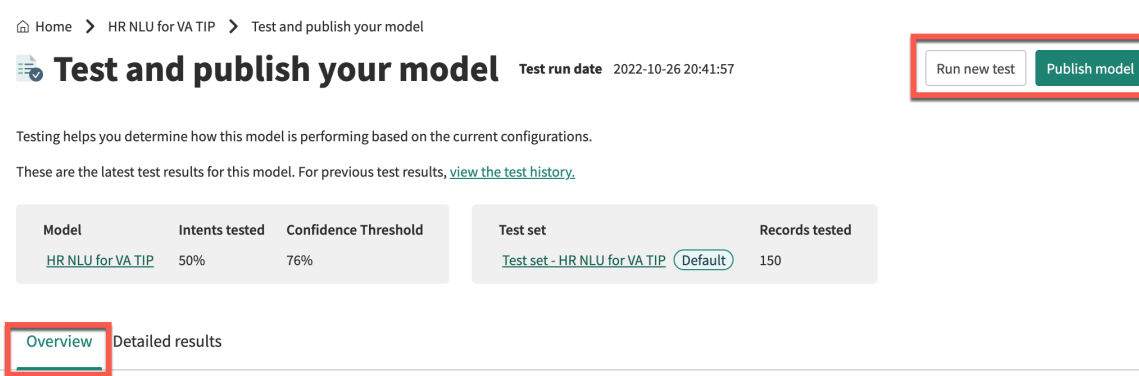 Home > HR NLU for VA TIP > Test and publish your model
Test and publish your model Test run date 2022-10-26 20:41:57 Run new test Publish model
Testing helps you determine how this model is performing based on the current configurations.
These are the latest test results for this model. For previous test results, view the test history.
Model Intents tested Confidence Threshold Test set Records tested
HR NLU for VA TIP 50% 76% Test set - HR NLU for VA TIP Default 150
Overview Detailed results